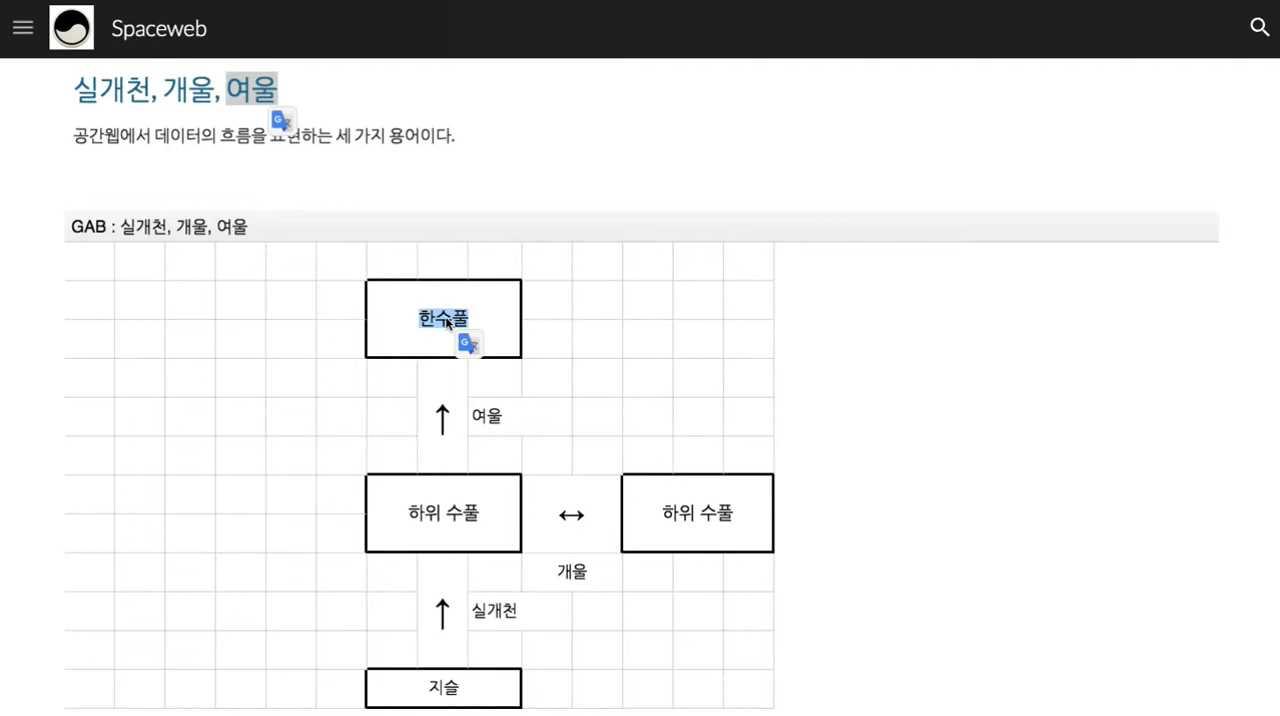 Spaceweb
실개천, 개울, 여울
공간웹에서 데이터의 흐름을 표현하는 세 가지 용어이다.
GAB : 실개천, 개울, 여울
한수풀
↑ 여울
하위 수풀 ↔ 하위 수풀
개울
↑ 실개천
지슬